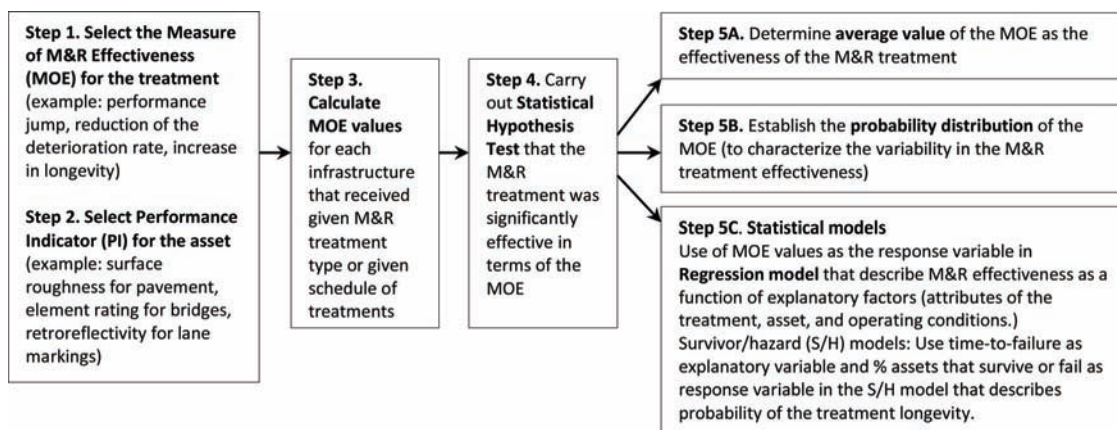 Step 1. Select the Measure
of M&R Effectiveness
(MOE) for the treatment
(example: performance
jump, reduction of the
deterioration rate, increase
in longevity)
Step 2. Select Performance
Indicator (PI) for the asset
(example: surface
roughness for pavement,
element rating for bridges,
retroreflectivity for lane
markings)
Step 3.
Calculate
MOE values
for each
infrastructure
that received
given M&R
treatment
type or given
schedule of
treatments
Step 4. Carry
out Statistical
Hypothesis
Test that the
M&R
treatment was
significantly
effective in
terms of the
MOE
Step 5A. Determine average value of the MOE as the
effectiveness of the M&R treatment
Step 5B. Establish the probability distribution of the
MOE (to characterize the variability in the M&R
treatment effectiveness)
Step 5C. Statistical models
Use of MOE values as the response variable in
Regression model that describe M&R effectiveness as a
function of explanatory factors (attributes of the
treatment, asset, and operating conditions.)
Survivor/hazard (S/H) models: Use time-to-failure as
explanatory variable and % assets that survive or fail as
response variable in the S/H model that describes
probability of the treatment longevity.